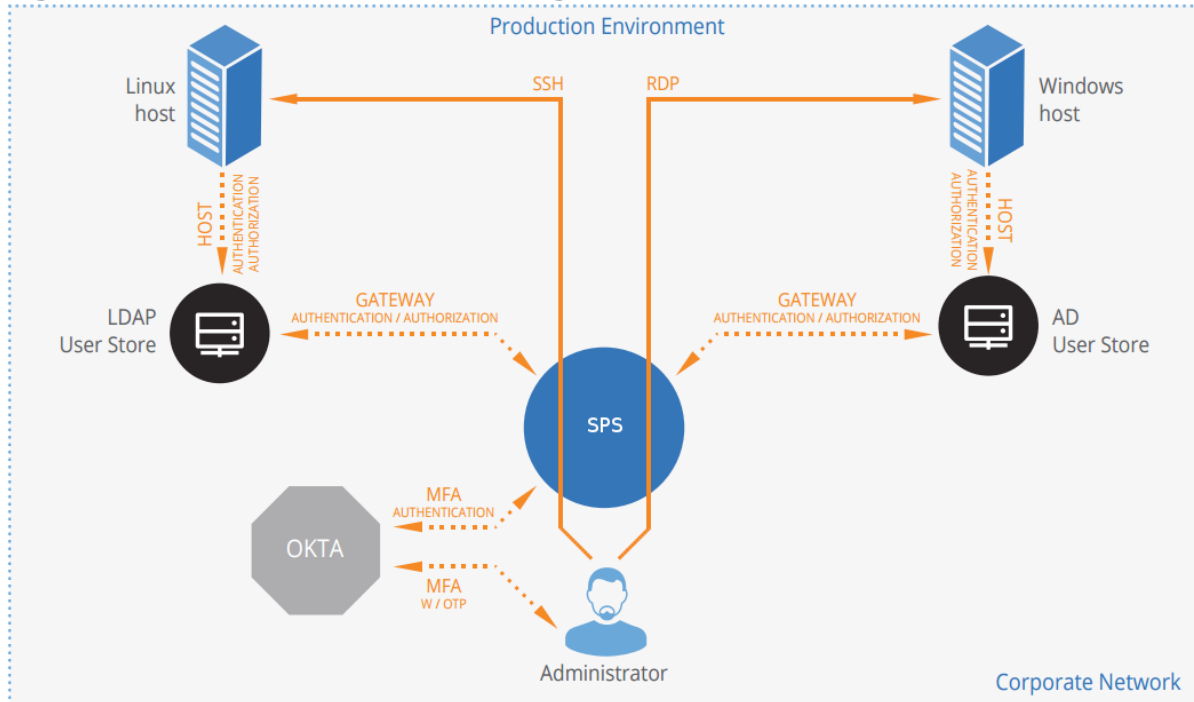 Production Environment
Linux
host
SSH
RDP
Windows
host
HOST
AUTHENTICATION
AUTHORIZATION
HOST
AUTHENTICATION
AUTHORIZATION
LDAP
User Store
GATEWAY
AUTHENTICATION / AUTHORIZATION
GATEWAY
AUTHENTICATION / AUTHORIZATION
AD
User Store
SPS
MFA
AUTHENTICATION
OKTA
MFA
W / OTP
Administrator
Corporate Network